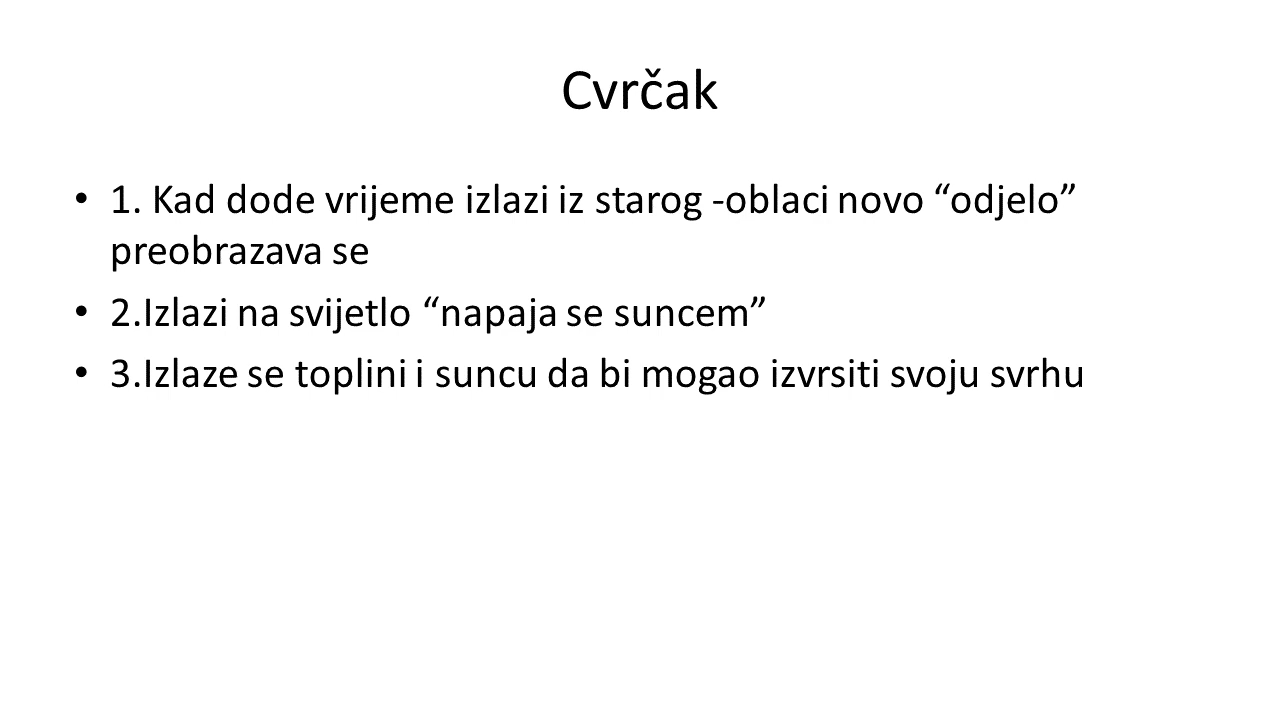 Cvrčak
• 1. Kad dode vrijeme izlazi iz starog -oblaci novo “odjelo”
preobrazava se
• 2.Izlazi na svijetlo “napaja se suncem”
• 3.Izlaze se toplini i suncu da bi mogao izvrsiti svoju svrhu